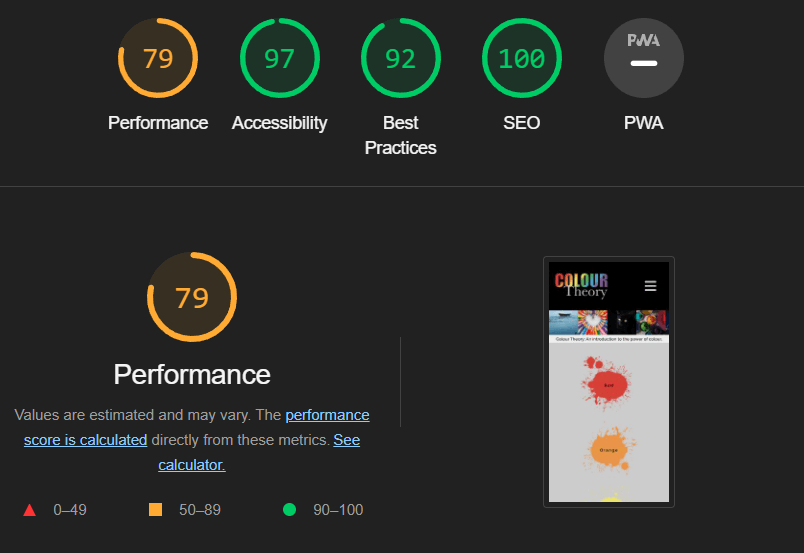 79
97
92
100
PWA
Performance
Accessibility
Best
Practices
SEO
PWA
79
Performance
Values are estimated and may vary. The performance
score is calculated directly from these metrics. See
calculator.
0–49
50–89
90–100
COLOUR
Theory
Colour Theory: An introduction to the power of colour.
Red
Orange